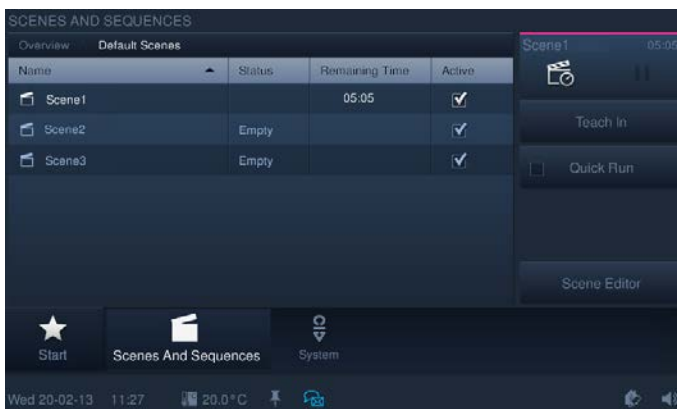 SCENES AND SEQUENCES
Overview Default Scenes
Name Status Remaining Time Active
Scene1 05:05
Scene2 Empty
Scene3 Empty
Scene1 05:05
Teach In
Quick Run
Scene Editor
Start Scenes And Sequences System
Wed 20-02-13 11:27 20.0°C